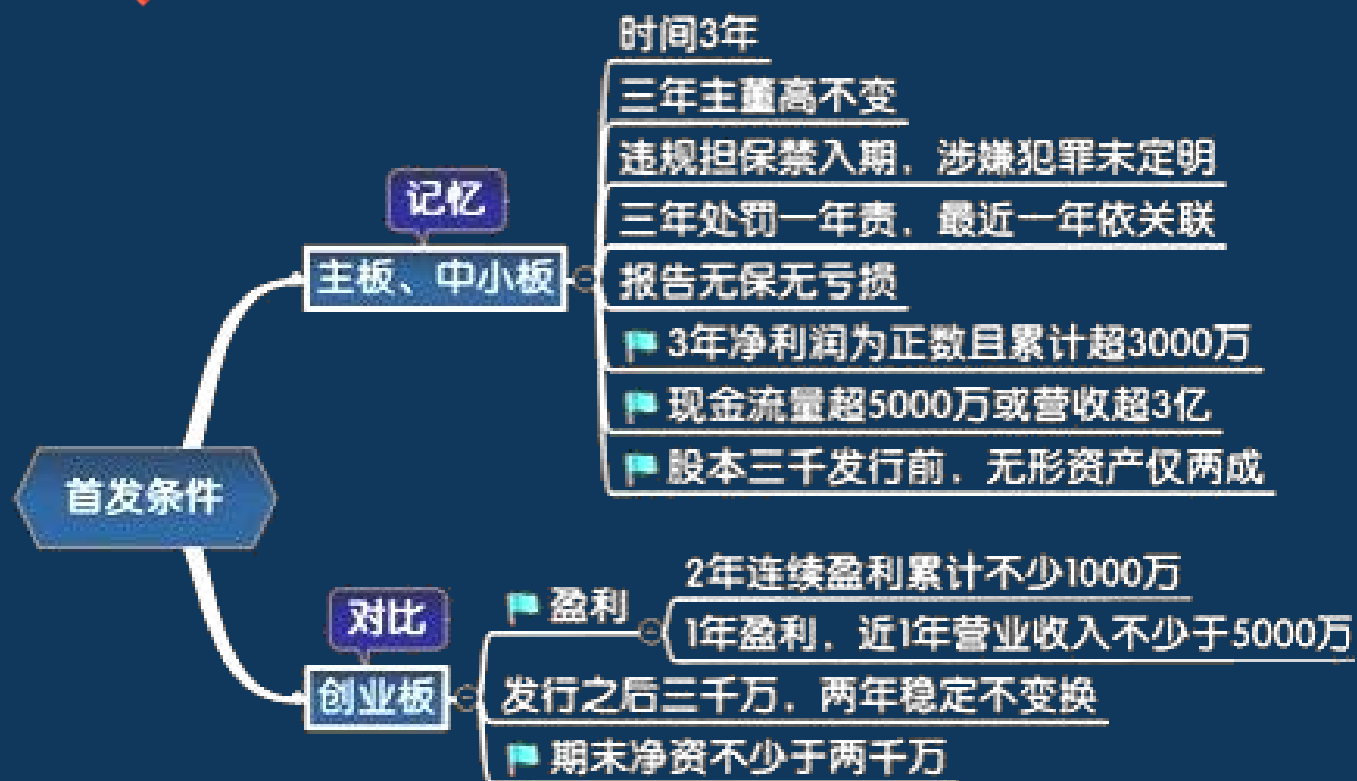 首发条件
记忆
主板、中小板
时间3年
三年主董高不变
违规担保禁入期，涉嫌犯罪未定明
三年处罚一年责，最近一年依关联
报告无保无亏损
3年净利润为正数且累计超3000万
现金流量超5000万或营收超3亿
股本三千发行前，无形资产仅两成
对比
创业板
盈利
2年连续盈利累计不少1000万
1年盈利，近1年营业收入不少于5000万
发行之后三千万，两年稳定不变换
期末净资不少于两千万